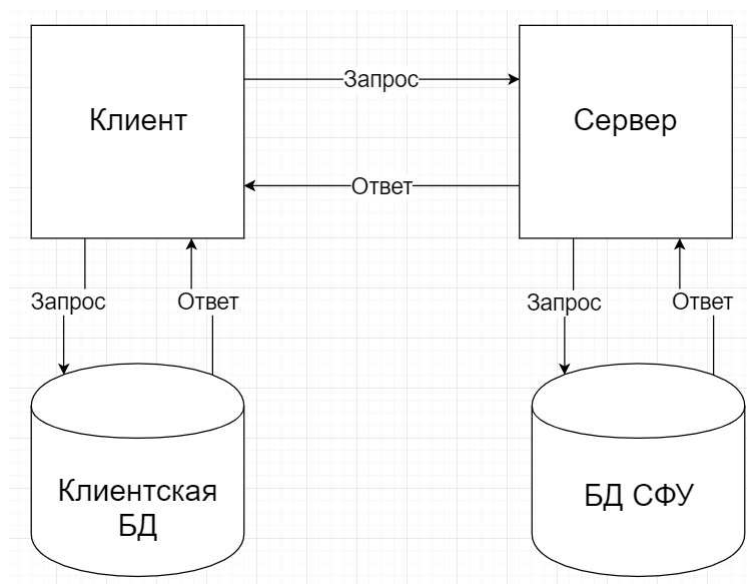 Запрос
Клиент
Сервер
Ответ
Запрос
Ответ
Запрос
Ответ
Клиентская
БД
БД СФУ